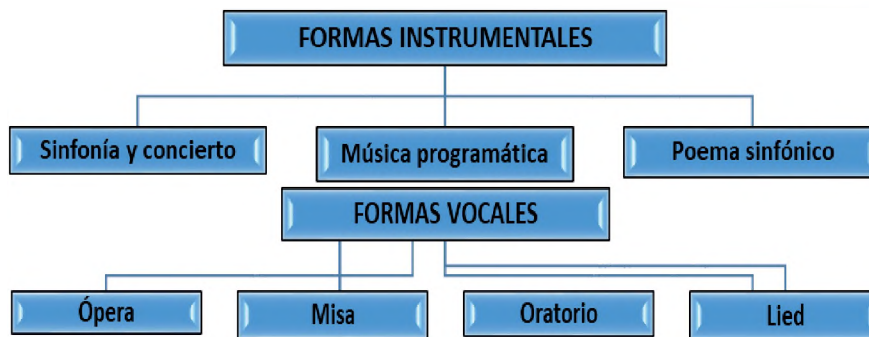 FORMAS INSTRUMENTALES
Sinfonía y concierto
Música programática
Poema sinfónico
FORMAS VOCALES
Ópera
Misa
Oratorio
Lied